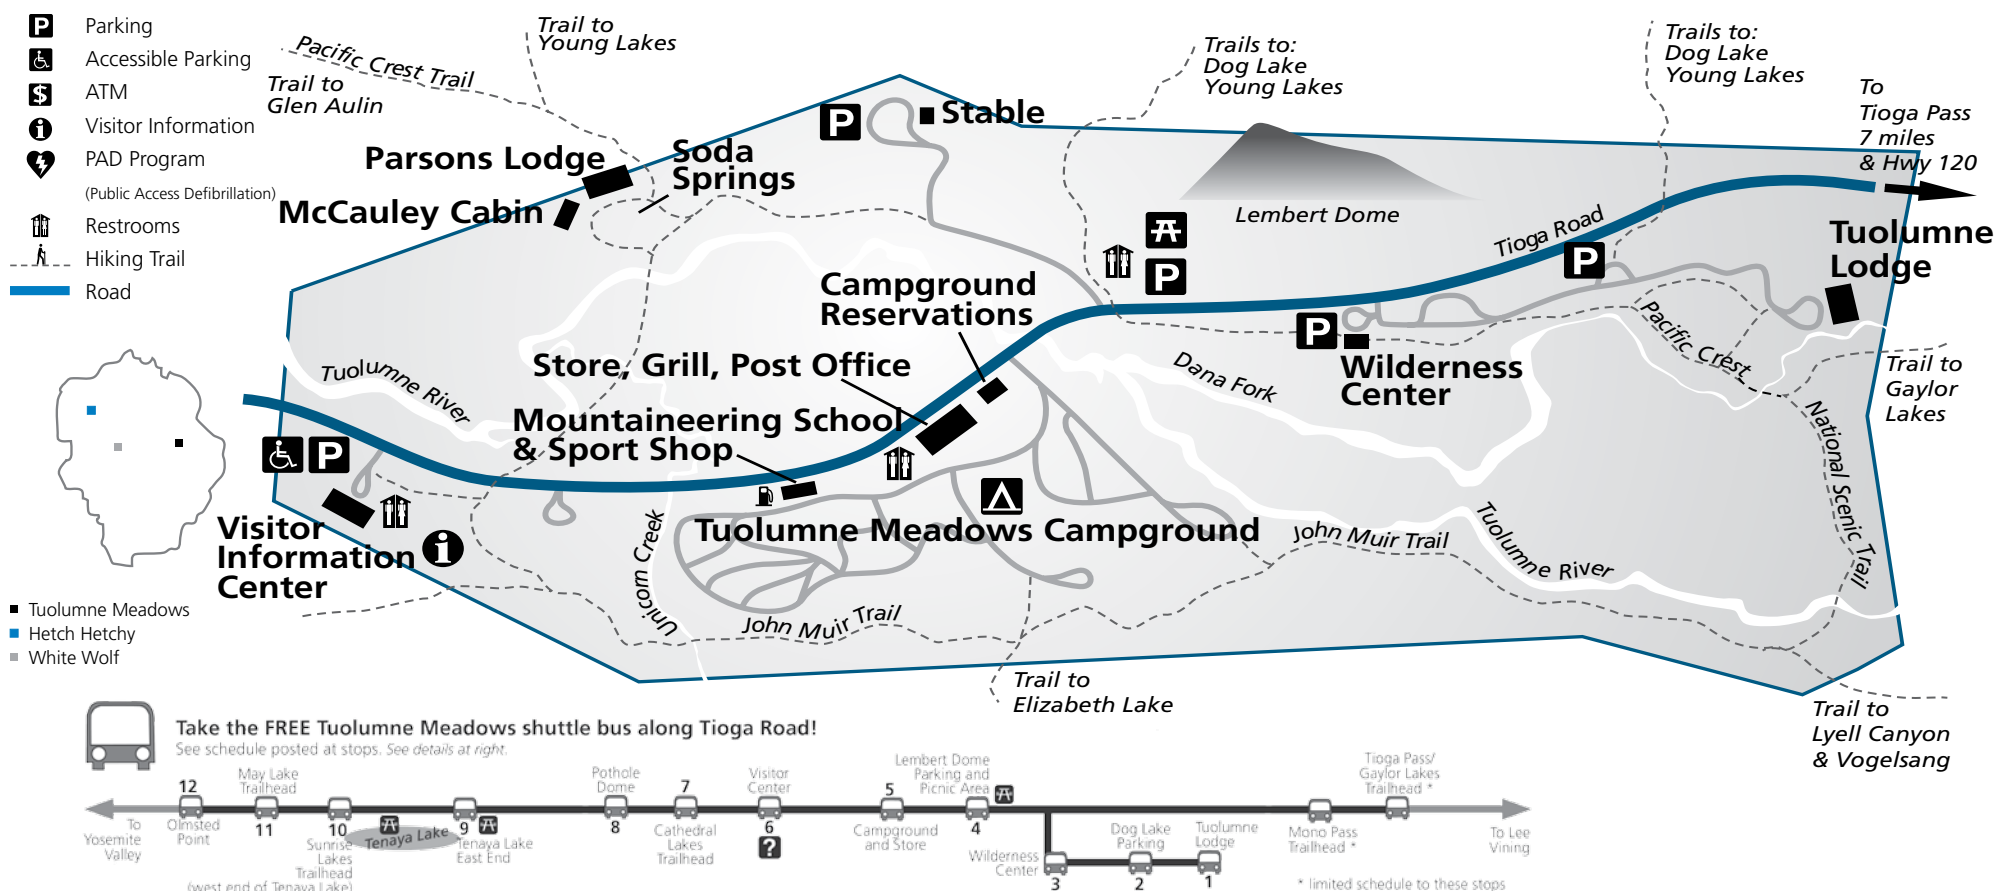 Parking
Accessible Parking
ATM
Visitor Information
PAD Program
(Public Access Defibrillation)
Restrooms
Hiking Trail
Road
Tuolumne Meadows
Hetch Hetchy
White Wolf
Pacific Crest Trail
Trail to
Glen Aulin
Trail to
Young Lakes
Parsons Lodge
McCauley Cabin
Soda
Springs
P
Stable
Trails to:
Dog Lake
Young Lakes
Lembert Dome
Trails to:
Dog Lake
Young Lakes
To
Tioga Pass
7 miles
& Hwy 120
Tioga Road
Tuolumne
Lodge
P
P
P
Campground
Reservations
Store, Grill, Post Office
Mountaineering School
& Sport Shop
Wilderness
Center
Pacific Crest
National Scenic Trail
Trail to
Gaylor
Lakes
Dana Fork
Tuolumne River
P
Visitor
Information
Center
Unicorn Creek
Tuolumne Meadows Campground
John Muir Trail
John Muir Trail
Tuolumne River
Trail to
Elizabeth Lake
Trail to
Lyell Canyon
& Vogelsang
Take the FREE Tuolumne Meadows shuttle bus along Tioga Road!
See schedule posted at stops. See details at right.
To
Yosemite
Valley
12
Olmsted
Point
May Lake
Trailhead
11
10
Sunrise
Lakes
Trailhead
(west end of Tenaya Lake)
Tenaya Lake
9
Tenaya Lake
East End
Pothole
Dome
8
7
Cathedral
Lakes
Trailhead
Visitor
Center
6
?
5
Campground
and Store
Lembert Dome
Parking and
Picnic Area
4
Wilderness
Center
3
Dog Lake
Parking
2
Tuolumne
Lodge
1
Mono Pass
Trailhead *
Tioga Pass/
Gaylor Lakes
Trailhead *
To Lee
Vining
* limited schedule to these stops